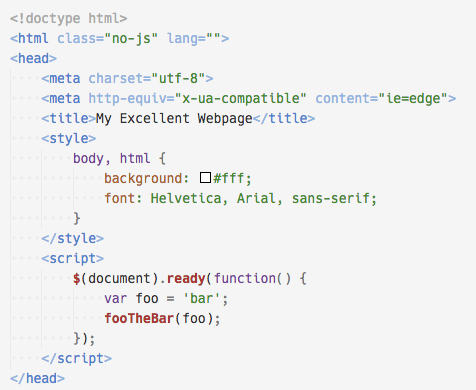 <!doctype html>
<html class="no-js" lang="">
<head>
    <meta charset="utf-8">
    <meta http-equiv="x-ua-compatible" content="ie=edge">
    <title>My Excellent Webpage</title>
    <style>
        body, html {
            background: #fff;
            font: Helvetica, Arial, sans-serif;
        }
    </style>
    <script>
        $(document).ready(function() {
            var foo = 'bar';
            fooTheBar(foo);
        });
    </script>
</head>